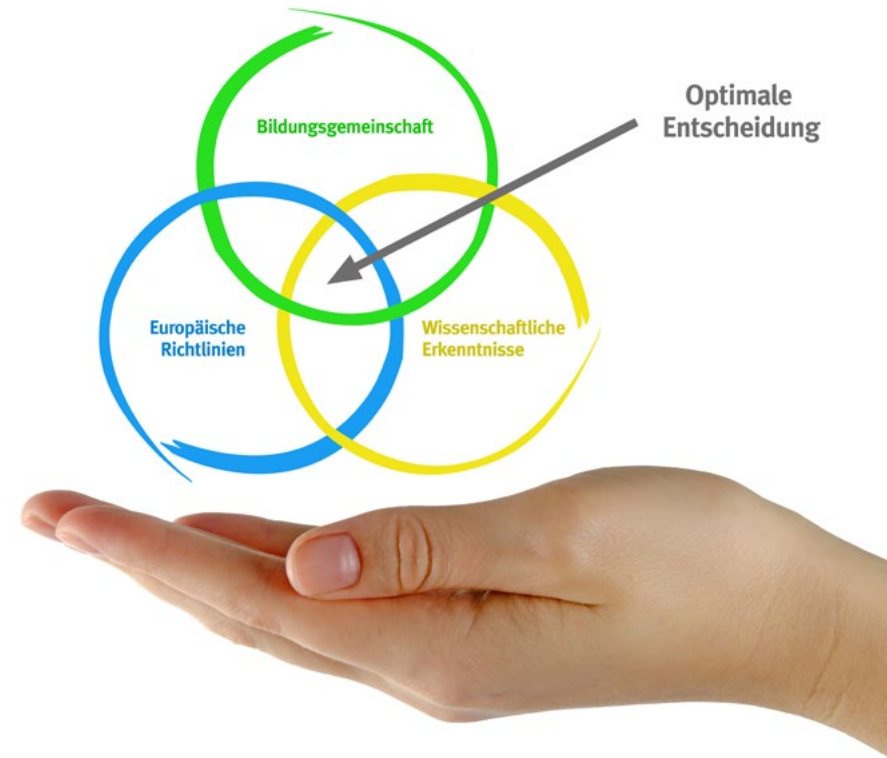 Bildungsgemeinschaft
Optimale
Entscheidung
Europäische
Richtlinien
Wissenschaftliche
Erkenntnisse